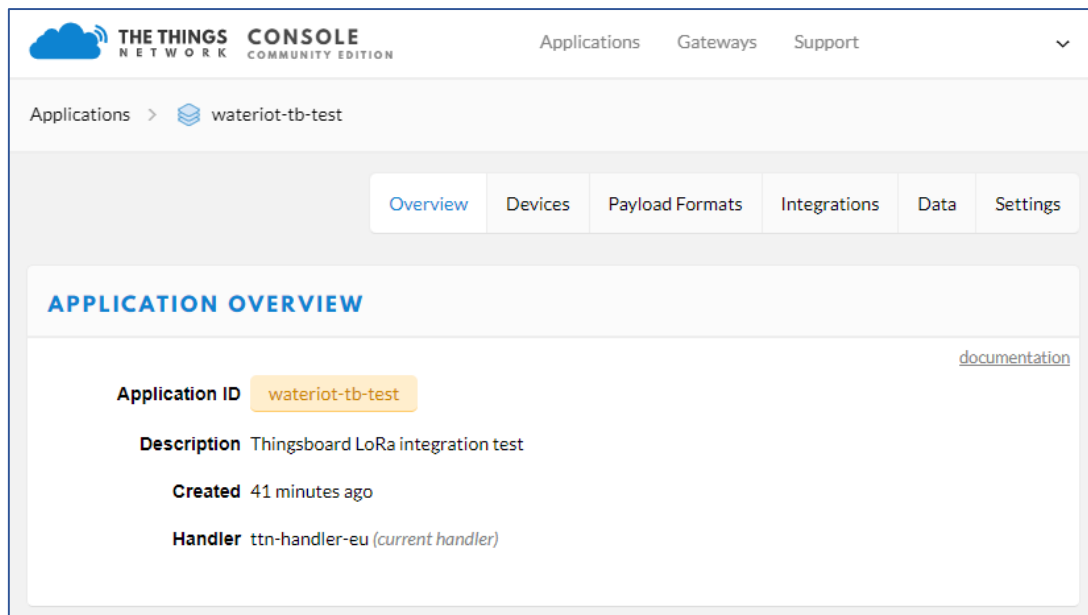 THE THINGS CONSOLE
NETWORK COMMUNITY EDITION
Applications Gateways Support
Applications > wateriot-tb-test
Overview Devices Payload Formats Integrations Data Settings
APPLICATION OVERVIEW
documentation
Application ID wateriot-tb-test
Description Thingsboard LoRa integration test
Created 41 minutes ago
Handler ttn-handler-eu (current handler)